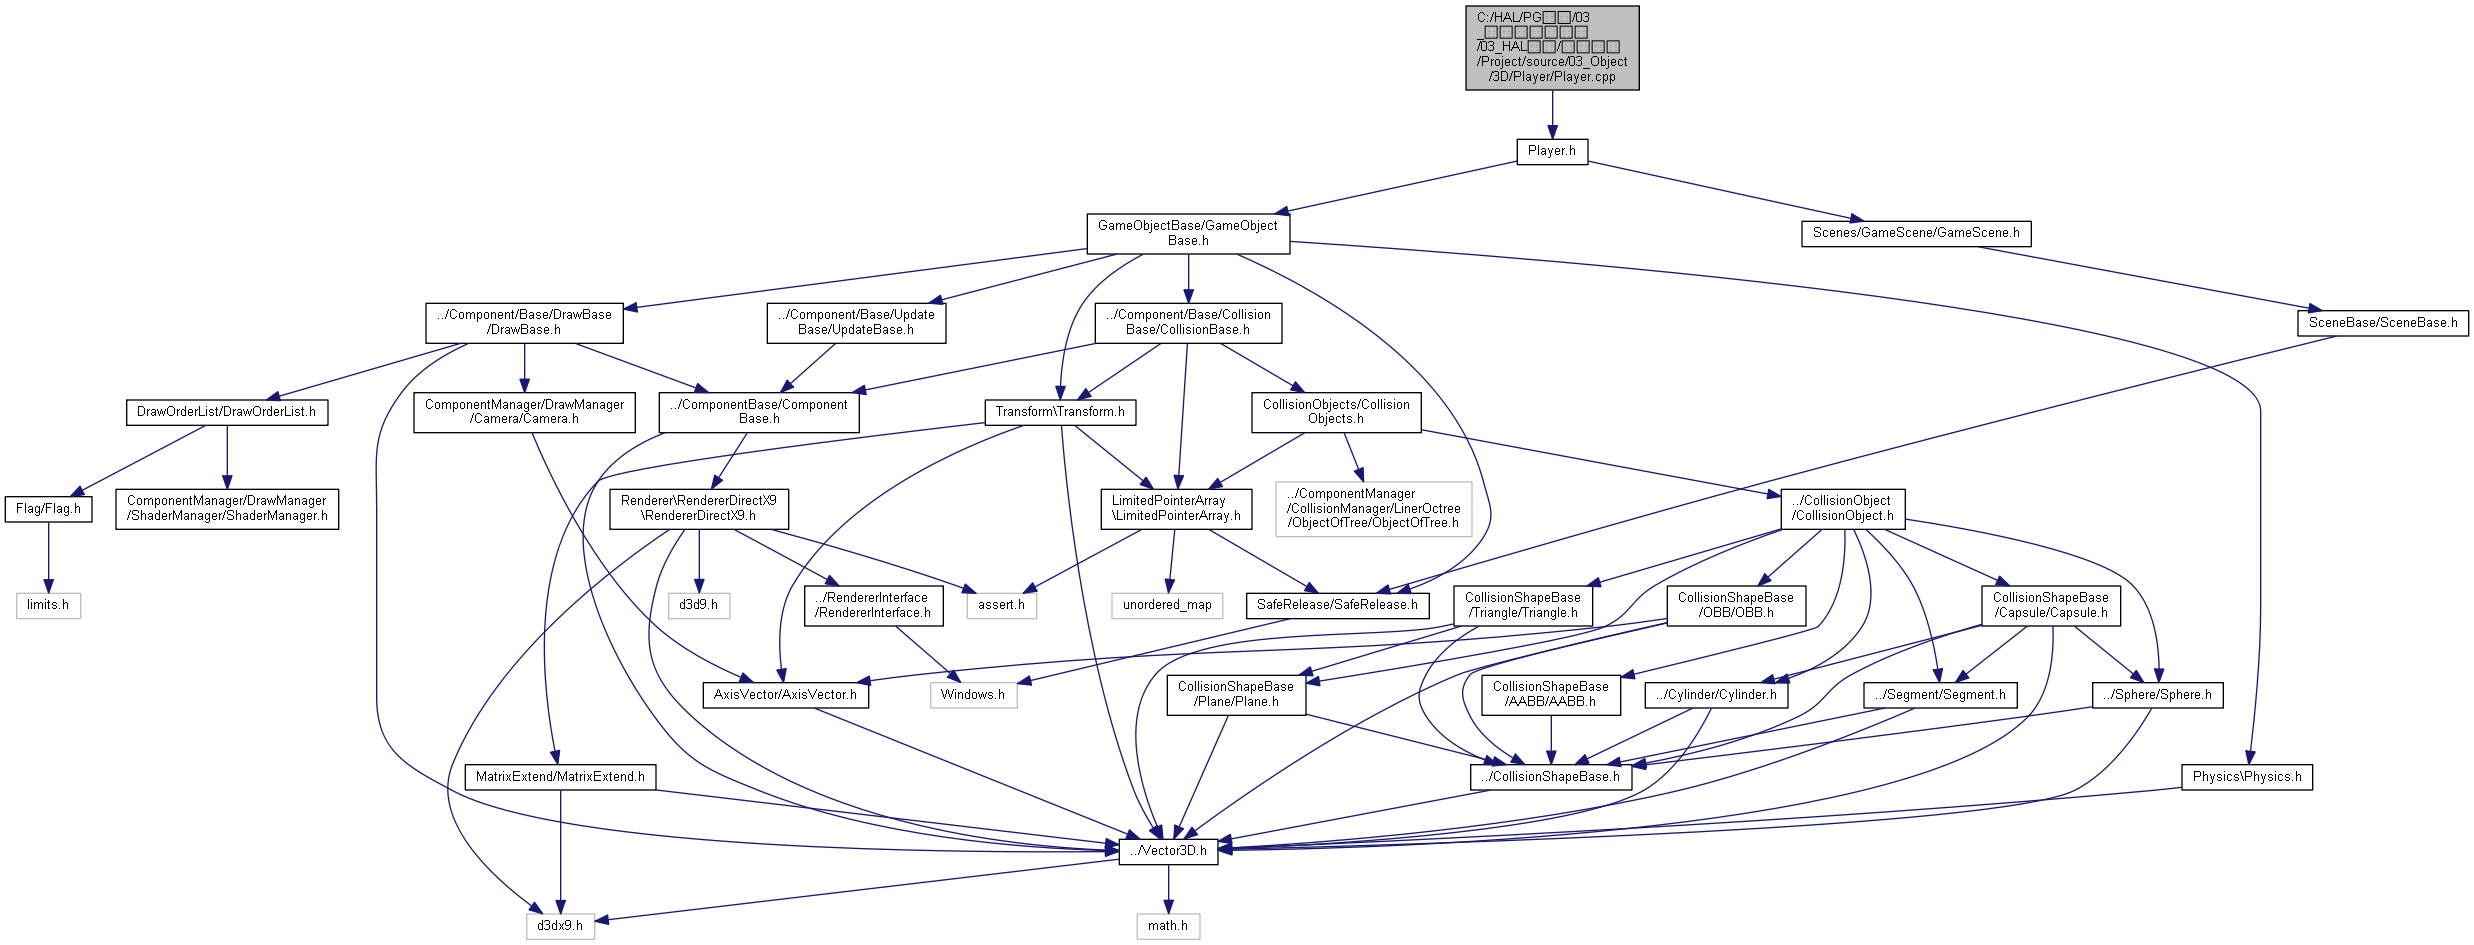 C:/HAL/PG/03
_
/03_HAL/
/Project/source/03_Object
/3D/Player/Player.cpp
Player.h
GameObjectBase/GameObject
Base.h
Scenes/GameScene/GameScene.h
../Component/Base/DrawBase
/DrawBase.h
../Component/Base/Update
Base/UpdateBase.h
../Component/Base/Collision
Base/CollisionBase.h
SceneBase/SceneBase.h
DrawOrderList/DrawOrderList.h
ComponentManager/DrawManager
/Camera/Camera.h
../ComponentBase/Component
Base.h
Transform\Transform.h
CollisionObjects/Collision
Objects.h
Flag/Flag.h
ComponentManager/DrawManager
/ShaderManager/ShaderManager.h
Renderer\RendererDirectX9
\RendererDirectX9.h
LimitedPointerArray
\LimitedPointerArray.h
../ComponentManager
/CollisionManager/LinerOctree
/ObjectOfTree/ObjectOfTree.h
../CollisionObject
/CollisionObject.h
limits.h
d3d9.h
../RendererInterface
/RendererInterface.h
assert.h
unordered_map
SafeRelease/SafeRelease.h
CollisionShapeBase
/Triangle/Triangle.h
CollisionShapeBase
/OBB/OBB.h
CollisionShapeBase
/Capsule/Capsule.h
AxisVector/AxisVector.h
Windows.h
CollisionShapeBase
/Plane/Plane.h
CollisionShapeBase
/AABB/AABB.h
../Cylinder/Cylinder.h
../Segment/Segment.h
../Sphere/Sphere.h
MatrixExtend/MatrixExtend.h
../CollisionShapeBase.h
Physics\Physics.h
../Vector3D.h
d3dx9.h
math.h